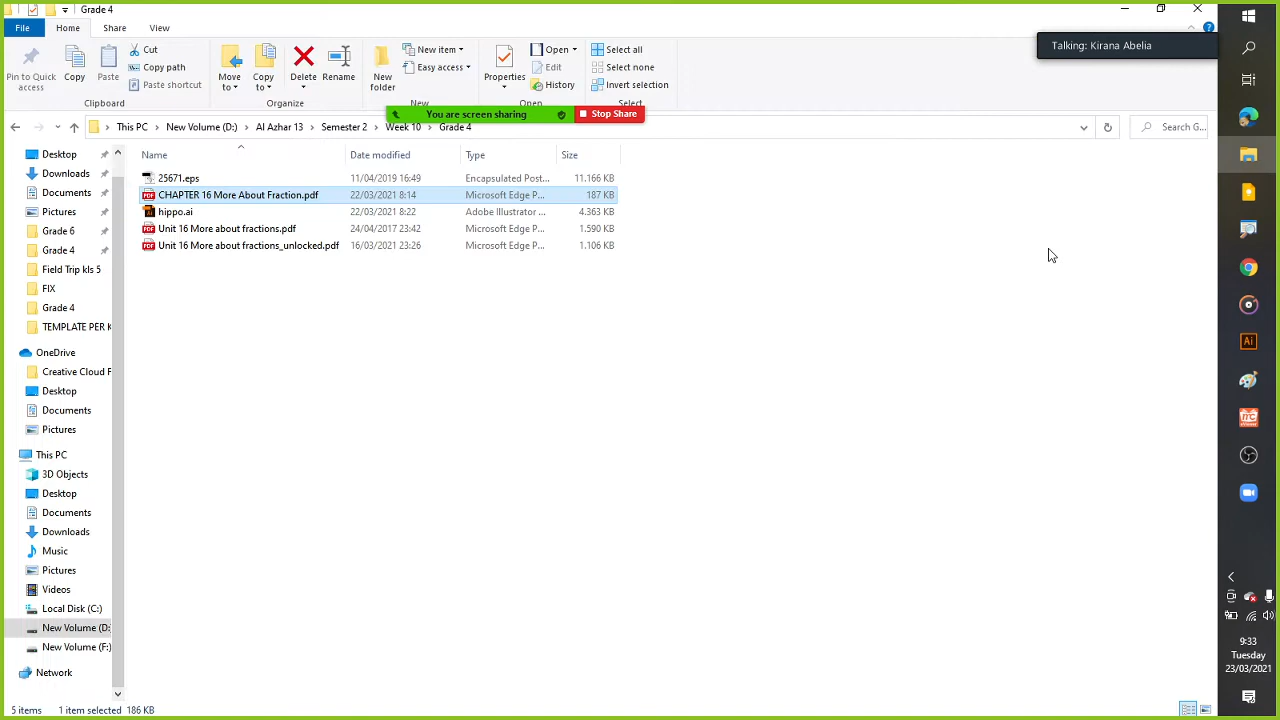 Grade 4
File Home Share View
Talking: Kirana Abelia
Pin to Quick access
Copy
Paste
Cut
Copy path
Paste shortcut
Clipboard
Move to
Copy to
Delete
Rename
Organize
New folder
New item
Easy access
New
Properties
Open
Edit
History
Open
Select all
Select none
Invert selection
Select
You are screen sharing
Stop Share
This PC New Volume (D:) Al Azhar 13 Semester 2 Week 10 Grade 4
Search G...
Name Date modified Type Size
25671.eps 11/04/2019 16:49 Encapsulated Post... 11.166 KB
CHAPTER 16 More About Fraction.pdf 22/03/2021 8:14 Microsoft Edge P... 187 KB
hippo.ai 22/03/2021 8:22 Adobe Illustrator ... 4.363 KB
Unit 16 More about fractions.pdf 24/04/2017 23:42 Microsoft Edge P... 1.590 KB
Unit 16 More about fractions_unlocked.pdf 16/03/2021 23:26 Microsoft Edge P... 1.106 KB
Desktop
Downloads
Documents
Pictures
Grade 6
Grade 4
Field Trip kls 5
FIX
Grade 4
TEMPLATE PER K
OneDrive
Creative Cloud F
Desktop
Documents
Pictures
This PC
3D Objects
Desktop
Documents
Downloads
Music
Pictures
Videos
Local Disk (C:)
New Volume (D:
New Volume (F:)
Network
5 items 1 item selected 186 KB
Ai
9:33
Tuesday
23/03/2021